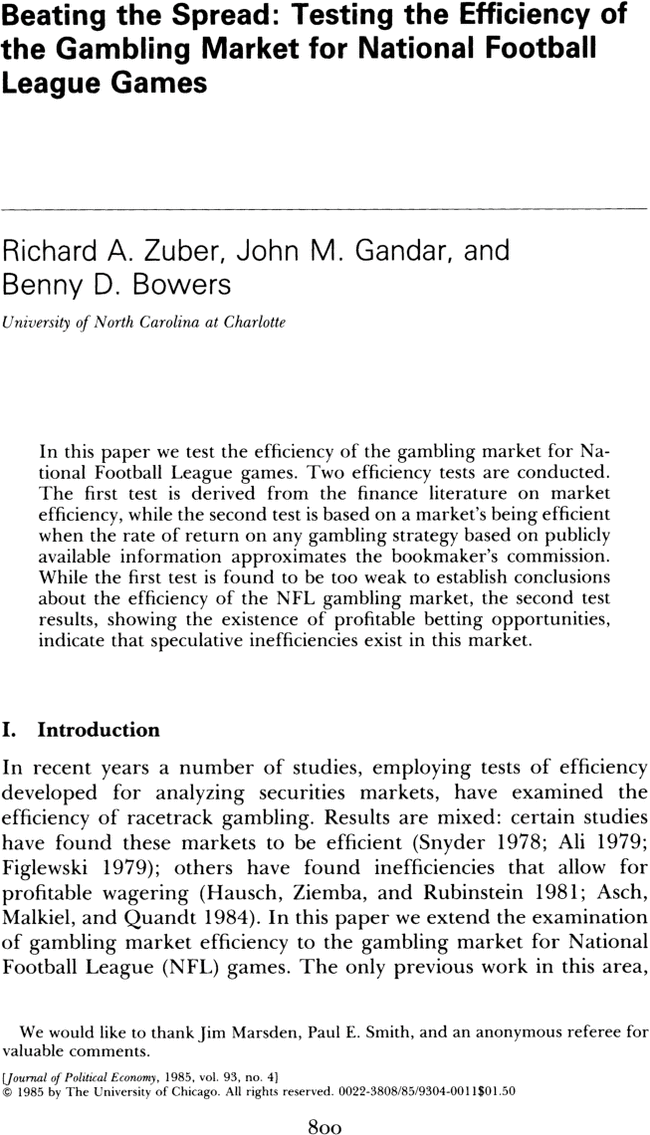 Beating the Spread: Testing the Efficiency of
the Gambling Market for National Football
League Games
Richard A. Zuber, John M. Gandar, and
Benny D. Bowers
University of North Carolina at Charlotte
In this paper we test the efficiency of the gambling market for Na-
tional Football League games. Two efficiency tests are conducted.
The first test is derived from the finance literature on market
efficiency, while the second test is based on a market's being efficient
when the rate of return on any gambling strategy based on publicly
available information approximates the bookmaker's commission.
While the first test is found to be too weak to establish conclusions
about the efficiency of the NFL gambling market, the second test
results, showing the existence of profitable betting opportunities,
indicate that speculative inefficiencies exist in this market.
I. Introduction
In recent years a number of studies, employing tests of efficiency
developed for analyzing securities markets, have examined the
efficiency of racetrack gambling. Results are mixed: certain studies
have found these markets to be efficient (Snyder 1978; Ali 1979;
Figlewski 1979); others have found inefficiencies that allow for
profitable wagering (Hausch, Ziemba, and Rubinstein 1981; Asch,
Malkiel, and Quandt 1984). In this paper we extend the examination
of gambling market efficiency to the gambling market for National
Football League (NFL) games. The only previous work in this area,
We would like to thank Jim Marsden, Paul E. Smith, and an anonymous referee for
valuable comments.
[Journal of Political Economy, 1985, vol. 93, no. 4]
© 1985 by The University of Chicago. All rights reserved. 0022-3808/85/9304-0011$01.50
800